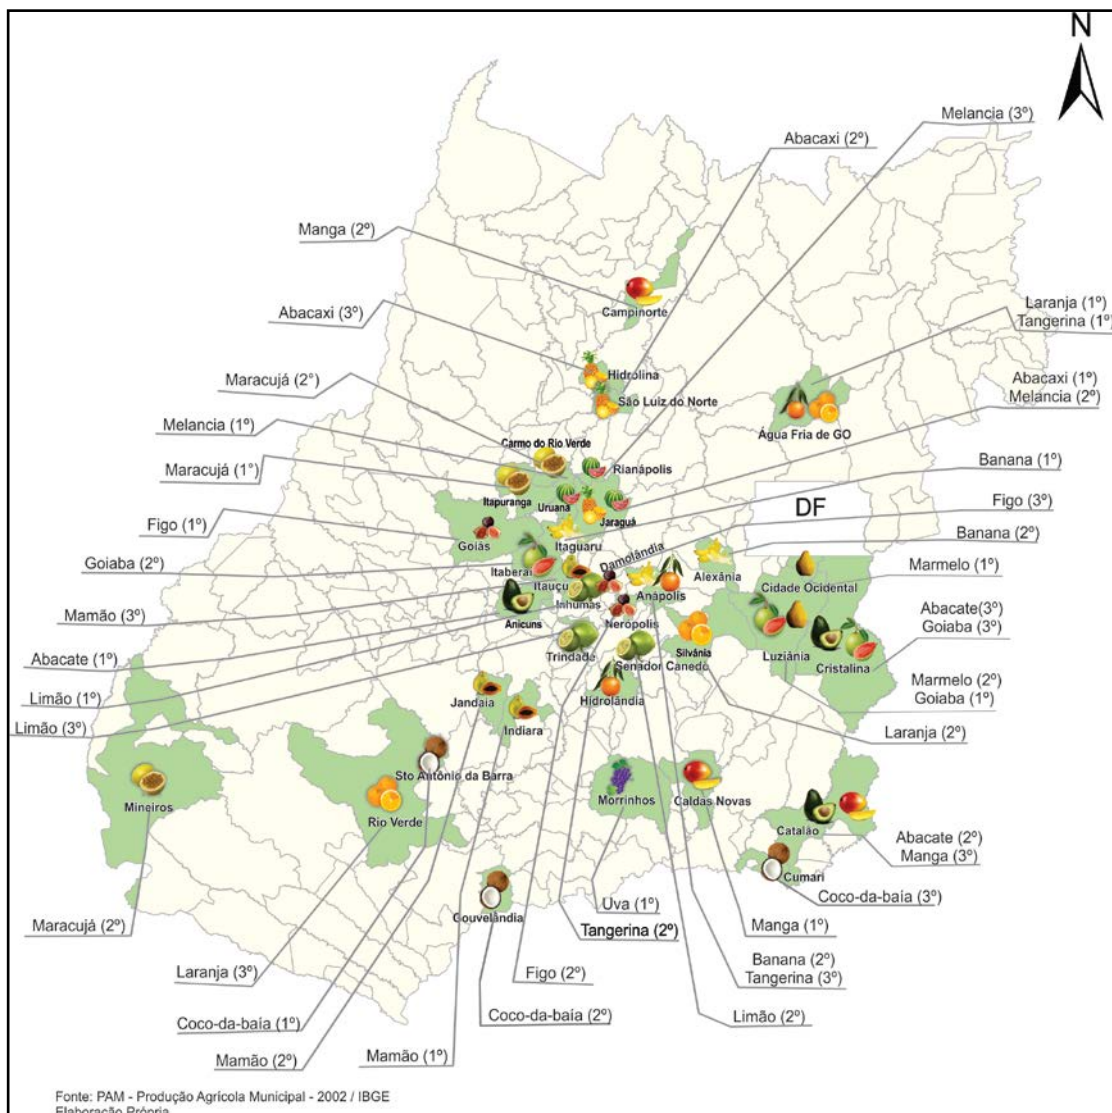 N
Melancia (3º)
Abacaxi (2º)
Manga (2º)
Campinorte
Abacaxi (3º)
Laranja (1º)
Tangerina (1º)
Hidrolina
Maracujá (2°)
Abacaxi (1º)
Melancia (2º)
São Luiz do Norte
Melancia (1º)
Água Fria de GO
Carmo do Rio Verde
Maracujá (1°)
Rianápolis
Banana (1º)
Itapuranga
Uruana
Jaraguá
Figo (1º)
DF
Figo (3º)
Goiás
Itaguaru
Banana (2º)
Goiaba (2º)
Damolândia
Itaberaí
Alexânia
Cidade Ocidental
Marmelo (1º)
Itauçu
Inhumas
Anápolis
Mamão (3º)
Anicuns
Nerópolis
Abacate(3º)
Goiaba (3º)
Abacate (1º)
Trindade
Senador Canedo
Silvânia
Luziânia
Cristalina
Limão (1º)
Marmelo (2º)
Goiaba (1º)
Limão (3º)
Jandaia
Hidrolândia
Indiara
Laranja (2º)
Sto Antônio da Barra
Mineiros
Rio Verde
Morrinhos
Caldas Novas
Catalão
Abacate (2º)
Manga (3º)
Cumari
Coco-da-baía (3º)
Gouvelândia
Uva (1º)
Maracujá (2º)
Manga (1º)
Tangerina (2º)
Laranja (3º)
Figo (2º)
Banana (2º)
Tangerina (3º)
Coco-da-baía (1º)
Coco-da-baía (2º)
Limão (2º)
Mamão (2º)
Mamão (1º)
Fonte: PAM - Produção Agrícola Municipal - 2002 / IBGE
Elaboração Própria